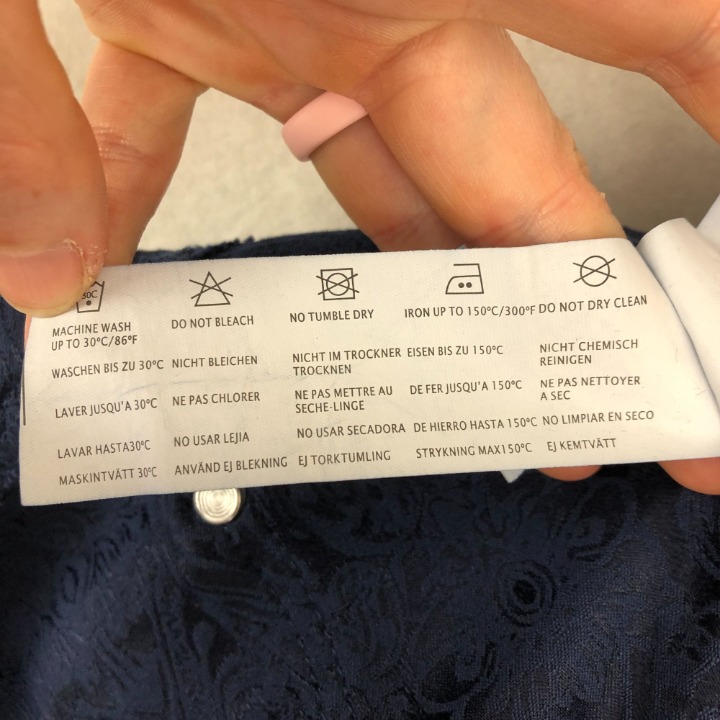 30C
MACHINE WASH
UP TO 30°C/86°F
DO NOT BLEACH
NO TUMBLE DRY
IRON UP TO 150°C/300°F
DO NOT DRY CLEAN
WASCHEN BIS ZU 30°C
NICHT BLEICHEN
NICHT IM TROCKNER
TROCKNEN
EISEN BIS ZU 150°C
NICHT CHEMISCH
REINIGEN
LAVER JUSQU'A 30°C
NE PAS CHLORER
NE PAS METTRE AU
SECHE-LINGE
DE FER JUSQU'A 150°C
NE PAS NETTOYER
A SEC
LAVAR HASTA30°C
NO USAR LEJIA
NO USAR SECADORA
DE HIERRO HASTA 150°C
NO LIMPIAR EN SECO
MASKINTVÄTT 30°C
ANVÄND EJ BLEKNING
EJ TORKTUMLING
STRYKNING MAX150°C
EJ KEMTVÄTT